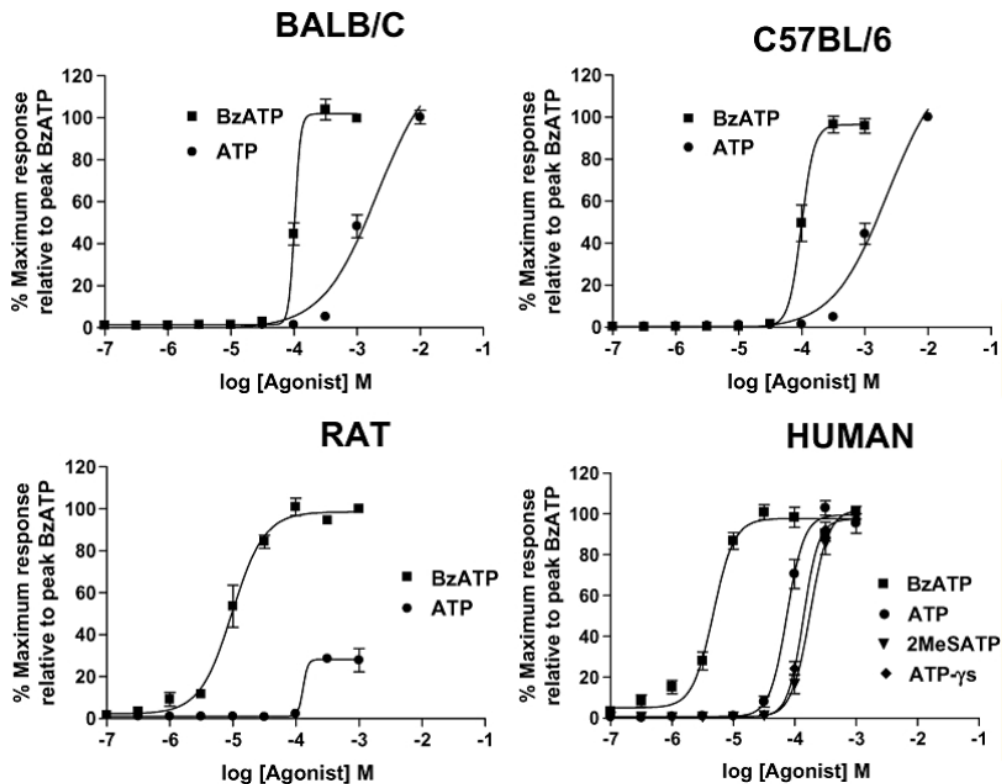 BALB/C
% Maximum response
relative to peak BzATP
120
100
80
60
40
20
0
BzATP
ATP
-7
-6
-5
-4
-3
-2
-1
log [Agonist] M
C57BL/6
% Maximum response
relative to peak BzATP
120
100
80
60
40
20
0
BzATP
ATP
-7
-6
-5
-4
-3
-2
-1
log [Agonist] M
RAT
% Maximum response
relative to peak BzATP
120
100
80
60
40
20
0
BzATP
ATP
-7
-6
-5
-4
-3
-2
-1
log [Agonist] M
HUMAN
% Maximum response
relative to peak BzATP
120
100
80
60
40
20
0
BzATP
ATP
2MeSATP
ATP-γs
-7
-6
-5
-4
-3
-2
-1
log [Agonist] M